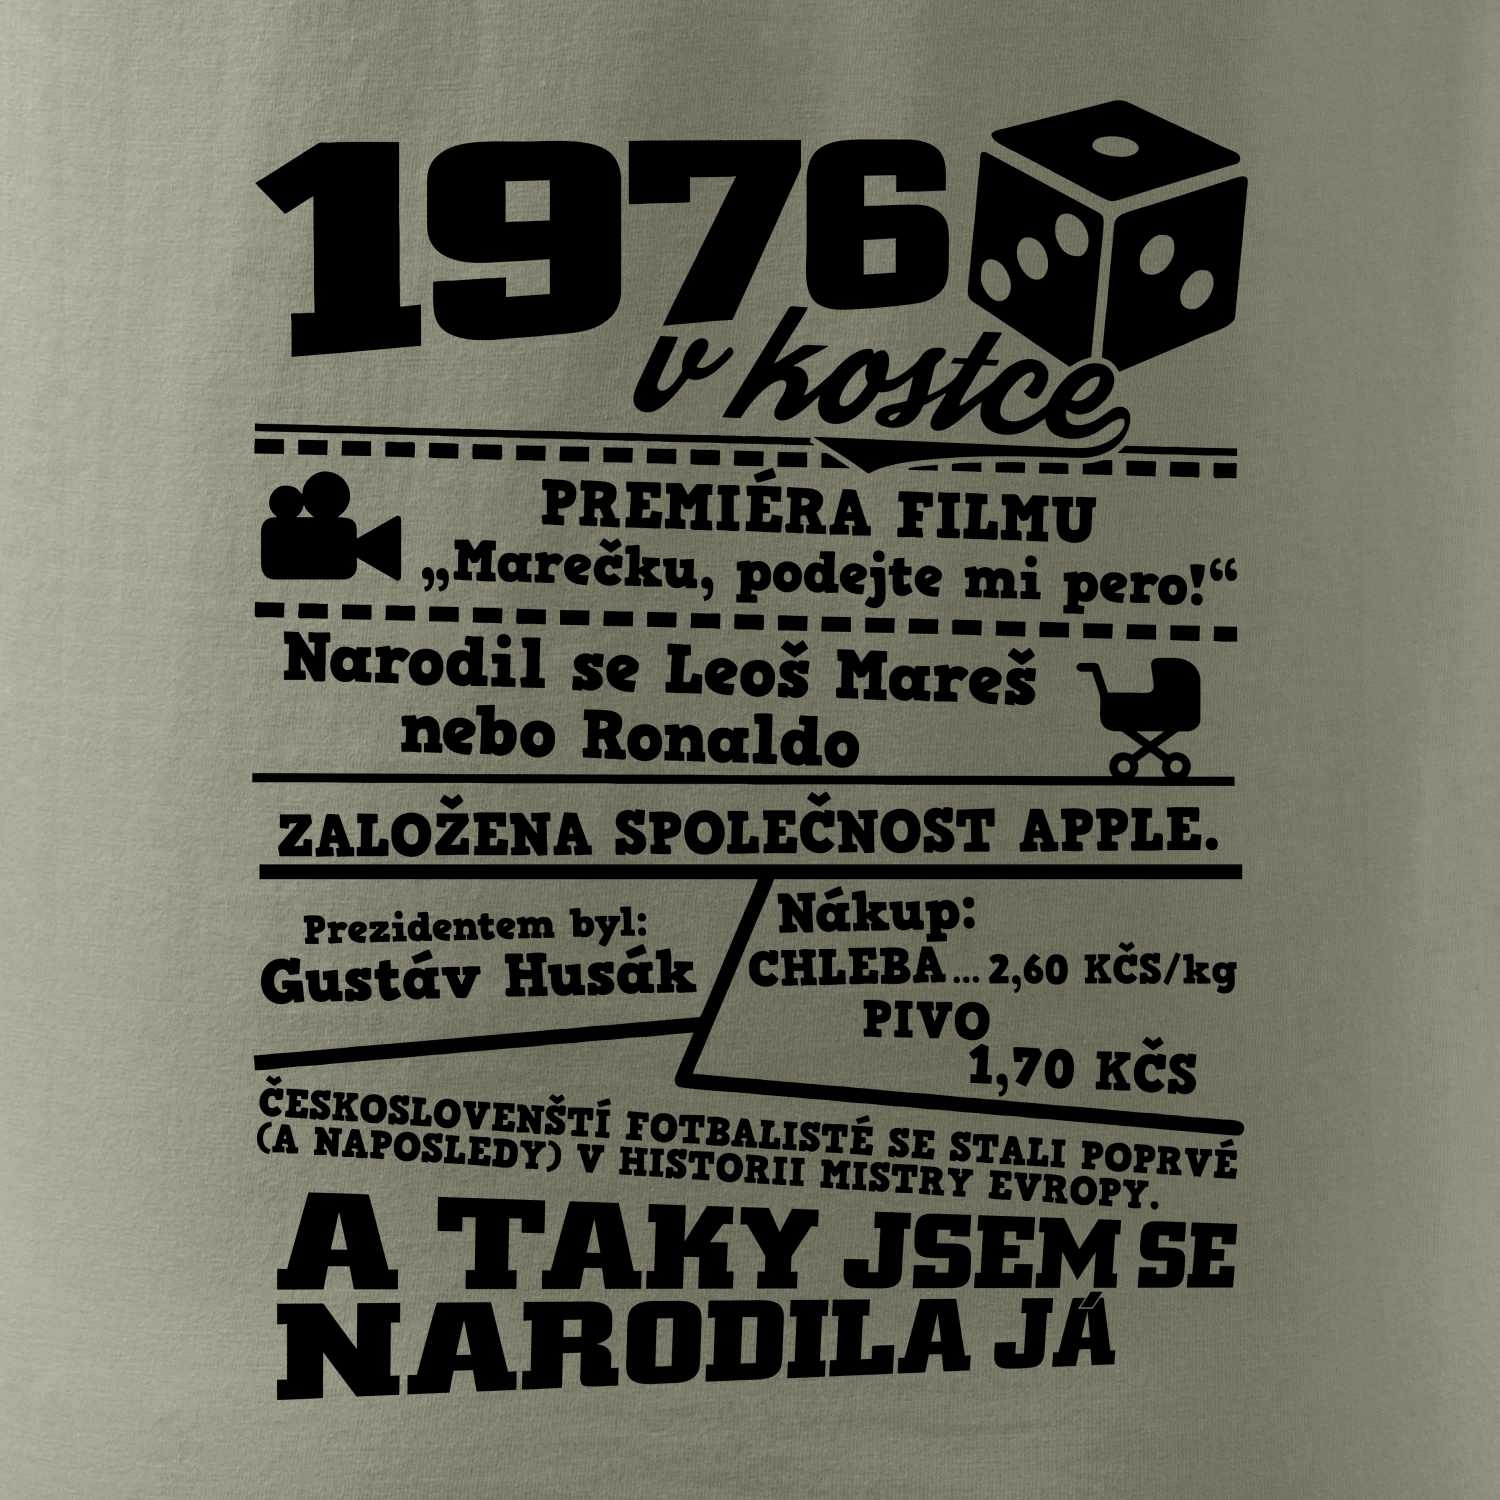 1976
v kostce
PREMIÉRA FILMU
„Marečku, podejte mi pero!“
Narodil se Leoš Mareš
nebo Ronaldo
ZALOŽENA SPOLEČNOST APPLE.
Prezidentem byl:
Gustáv Husák
Nákup:
CHLEBA ... 2,60 KČS/kg
PIVO
1,70 KČS
ČESKOSLOVENŠTÍ FOTBALISTÉ SE STALI POPRVÉ
(A NAPOSLEDY) V HISTORII MISTRY EVROPY.
A TAKY JSEM SE
NARODILA JÁ